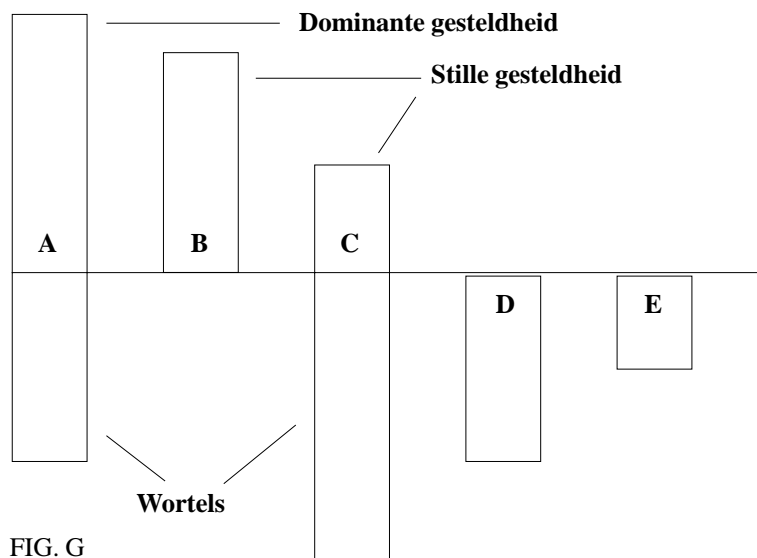 Dominante gesteldheid
Stille gesteldheid
A
B
C
D
E
Wortels
FIG. G